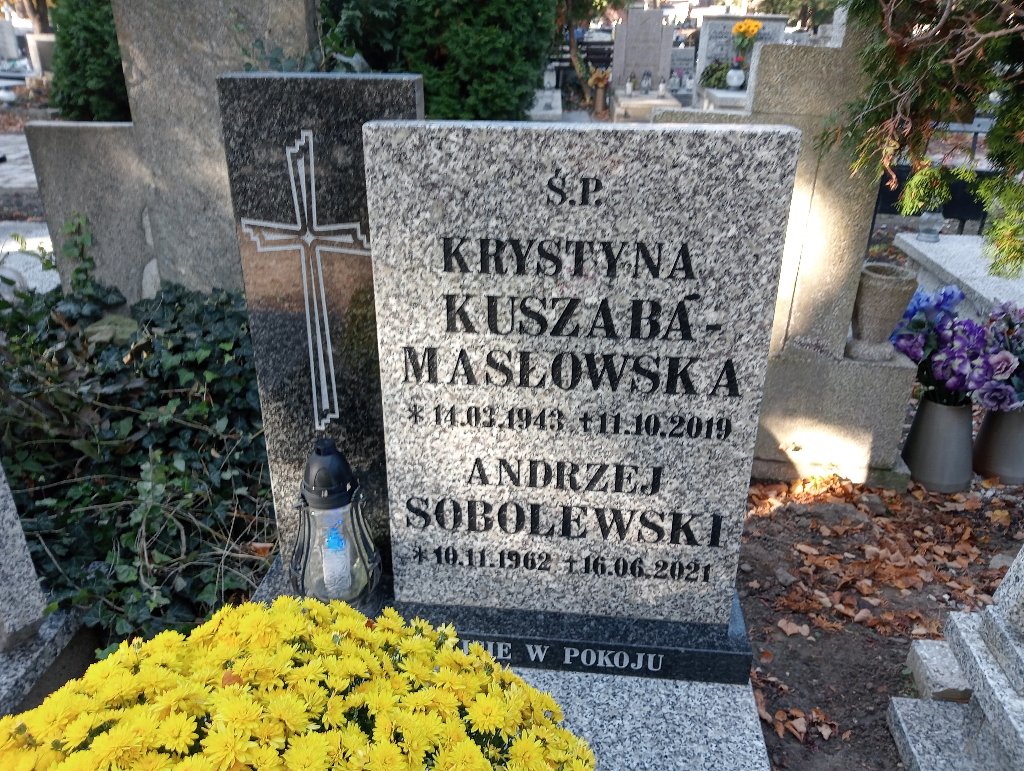 Ś.P.
KRYSTYNA
KUSZABA-
MASŁOWSKA
* 14.03.1943 † 11.10.2019
ANDRZEJ
SOBOLEWSKI
* 10.11.1962 † 16.06.2021
W POKOJU